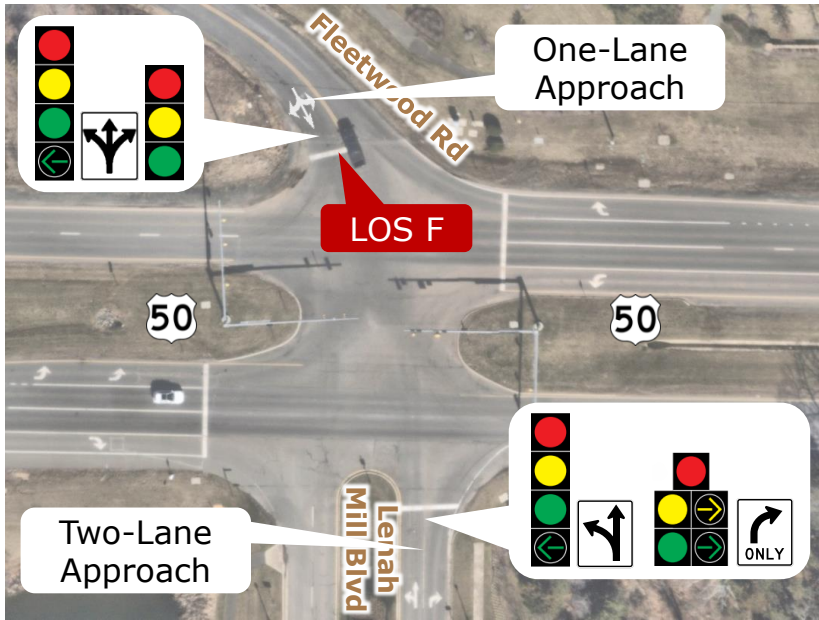 Fleetwood Rd
One-Lane
Approach
LOS F
50
50
Two-Lane
Approach
Lenah
Mill Blvd
ONLY